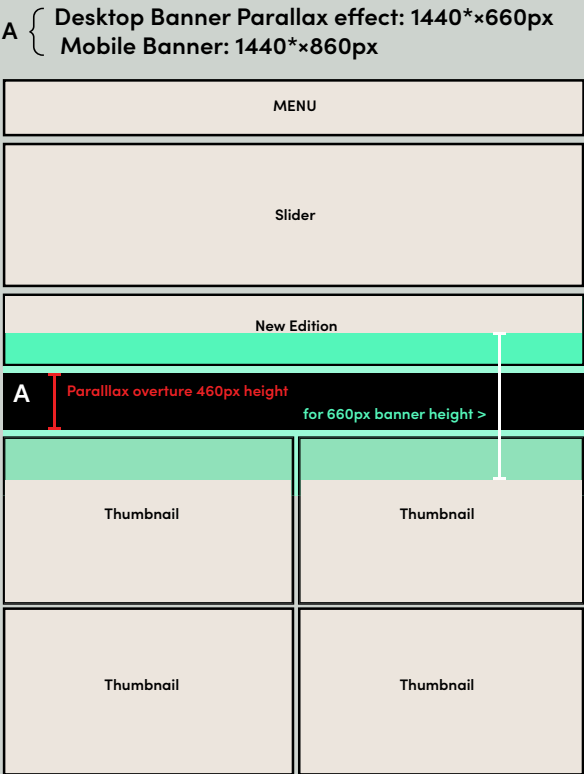 A
Desktop Banner Parallax effect: 1440*×660px
Mobile Banner: 1440*×860px
MENU
Slider
New Edition
A
Paralllax overture 460px height
for 660px banner height >
Thumbnail
Thumbnail
Thumbnail
Thumbnail